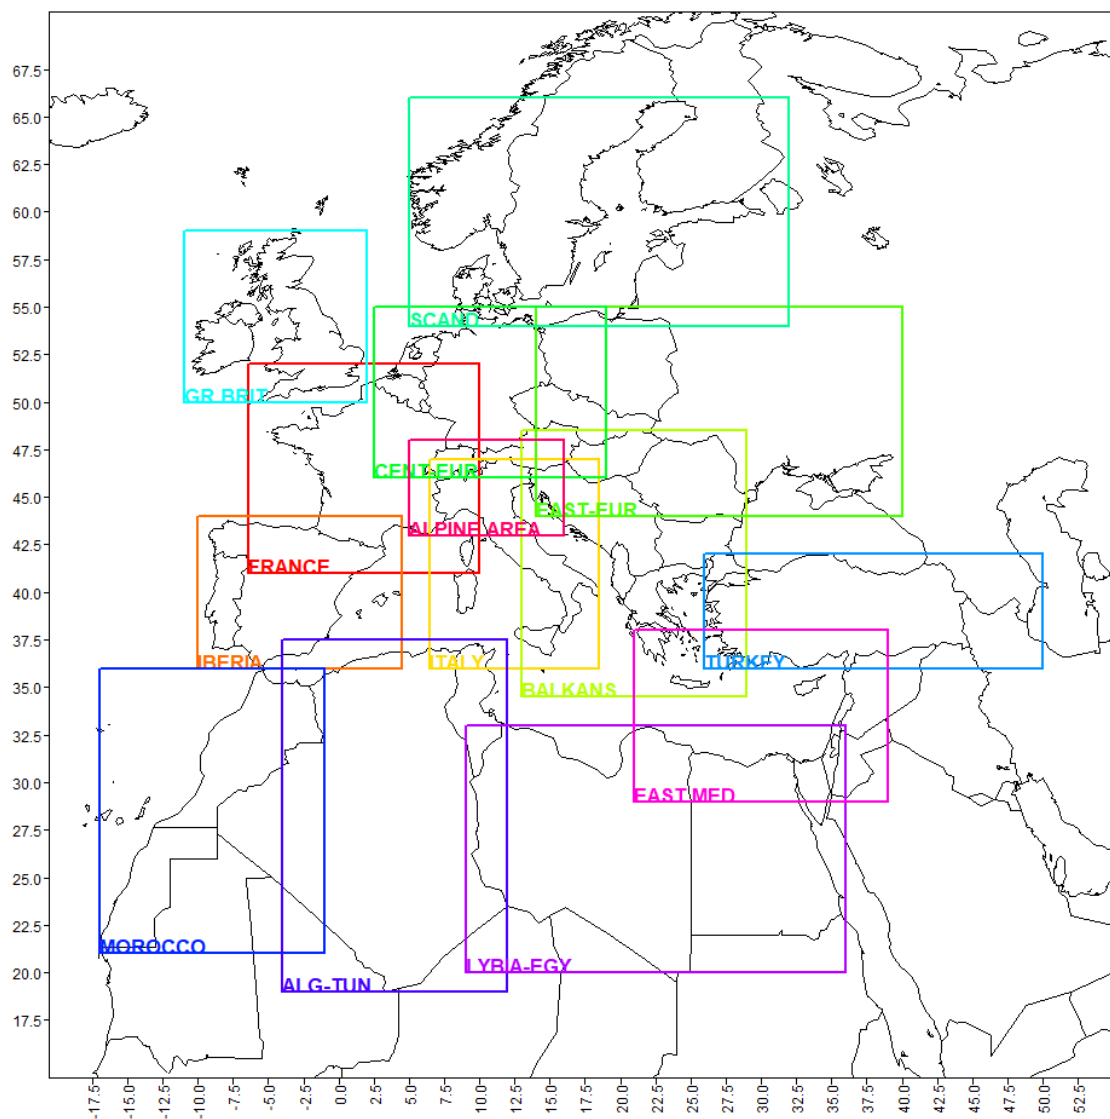 67.5
65.0
62.5
60.0
57.5
55.0
SCAND
52.5
GR.BRIT
50.0
47.5
CENT-EUR
45.0
EAST-EUR
ALPINE AREA
42.5
FRANCE
40.0
37.5
IBERIA
ITALY
TURKEY
BALKANS
35.0
32.5
30.0
EAST.MED
27.5
25.0
22.5
MOROCCO
20.0
LYBIA-EGY
ALG-TUN
17.5
-17.5 -15.0 -12.5 -10.0 -7.5 -5.0 -2.5 0.0 2.5 5.0 7.5 10.0 12.5 15.0 17.5 20.0 22.5 25.0 27.5 30.0 32.5 35.0 37.5 40.0 42.5 45.0 47.5 50.0 52.5